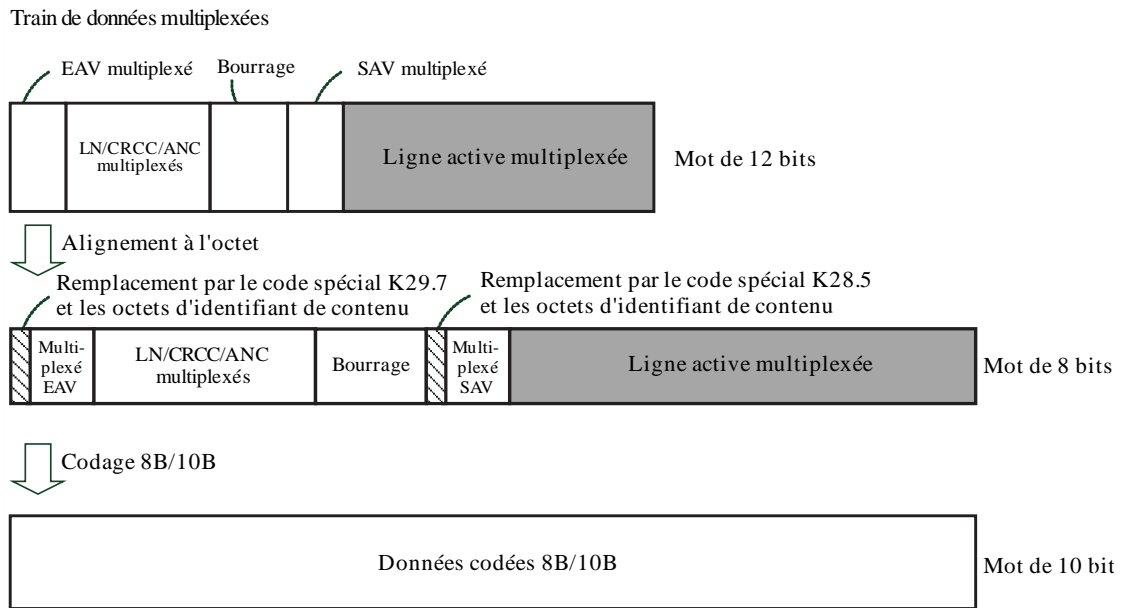 Train de données multiplexées
EAV multiplexé
Bourrage
SAV multiplexé
LN/CRCC/ANC
multiplexés
Ligne active multiplexée
Mot de 12 bits
Alignement à l'octet
Remplacement par le code spécial K29.7
et les octets d'identifiant de contenu
Remplacement par le code spécial K28.5
et les octets d'identifiant de contenu
Multi-
plexé
EAV
LN/CRCC/ANC
multiplexés
Bourrage
Multi-
plexé
SAV
Ligne active multiplexée
Mot de 8 bits
Codage 8B/10B
Données codées 8B/10B
Mot de 10 bit